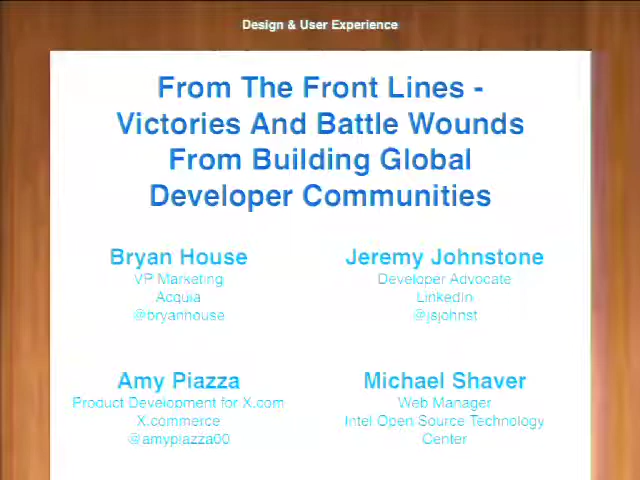 Design & User Experience
From The Front Lines -
Victories And Battle Wounds
From Building Global
Developer Communities
Bryan House
VP Marketing
Acquia
@bryanhouse
Jeremy Johnstone
Developer Advocate
LinkedIn
@jsjohnst
Amy Piazza
Product Development for X.com
X.commerce
@amypiazza00
Michael Shaver
Web Manager
Intel Open Source Technology
Center